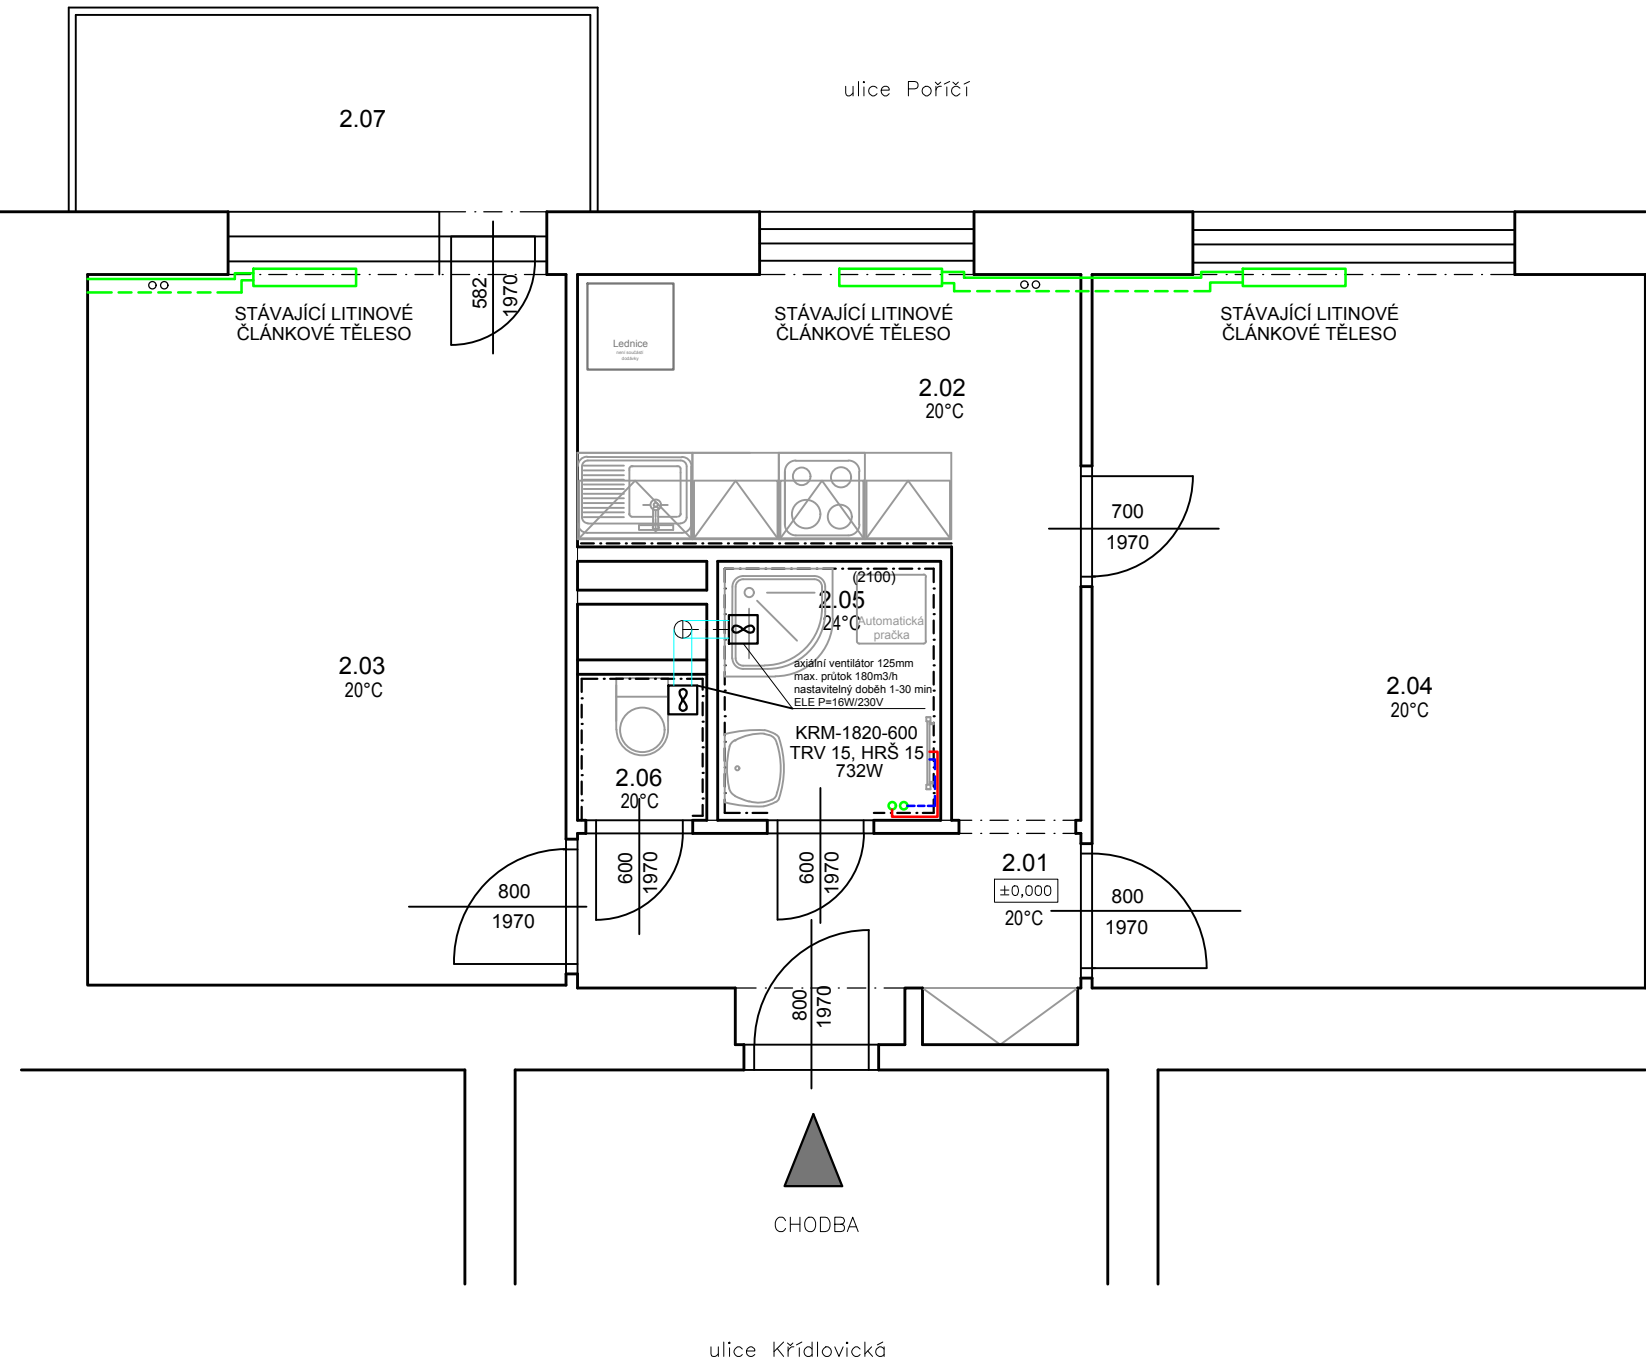 ulice Poříčí
2.07
582
1970
STÁVAJÍCÍ LITINOVÉ
ČLÁNKOVÉ TĚLESO
STÁVAJÍCÍ LITINOVÉ
ČLÁNKOVÉ TĚLESO
STÁVAJÍCÍ LITINOVÉ
ČLÁNKOVÉ TĚLESO
Lednice
není součástí
dodávky
2.02
20°C
700
1970
(2100)
2.05
24°C
Automatická
pračka
axiální ventilátor 125mm
max. průtok 180m3/h
nastavitelný doběh 1-30 min
ELE P=16W/230V
2.03
20°C
2.04
20°C
KRM-1820-600
TRV 15, HRŠ 15
732W
2.06
20°C
600
1970
600
1970
2.01
±0,000
20°C
800
1970
800
1970
800
1970
CHODBA
ulice Křídlovická